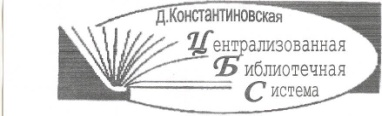 Д.Константиновская
Централизованная
Библиотечная
Система